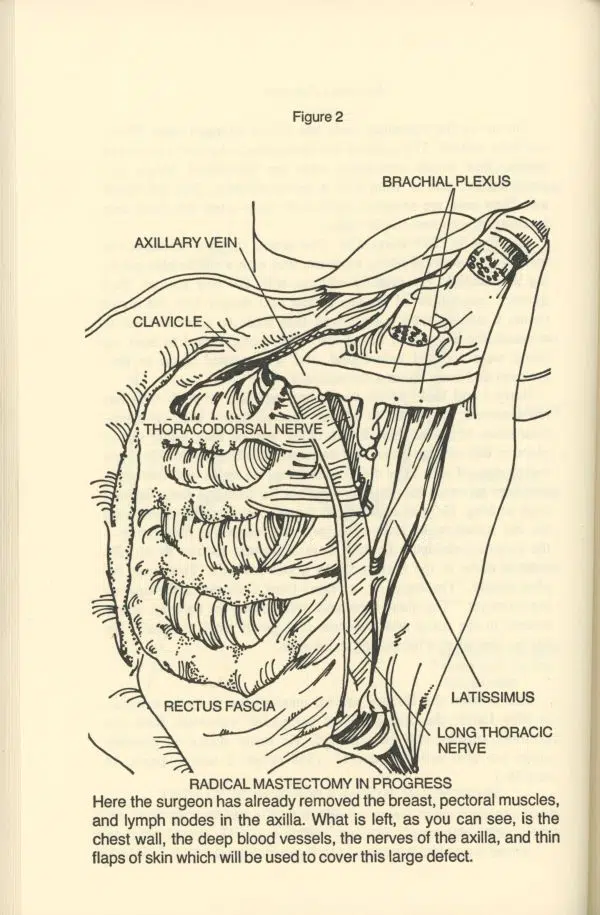 Figure 2
BRACHIAL PLEXUS
AXILLARY VEIN
CLAVICLE
THORACODORSAL NERVE
LATISSIMUS
RECTUS FASCIA
LONG THORACIC
NERVE
RADICAL MASTECTOMY IN PROGRESS
Here the surgeon has already removed the breast, pectoral muscles,
and lymph nodes in the axilla. What is left, as you can see, is the
chest wall, the deep blood vessels, the nerves of the axilla, and thin
flaps of skin which will be used to cover this large defect.